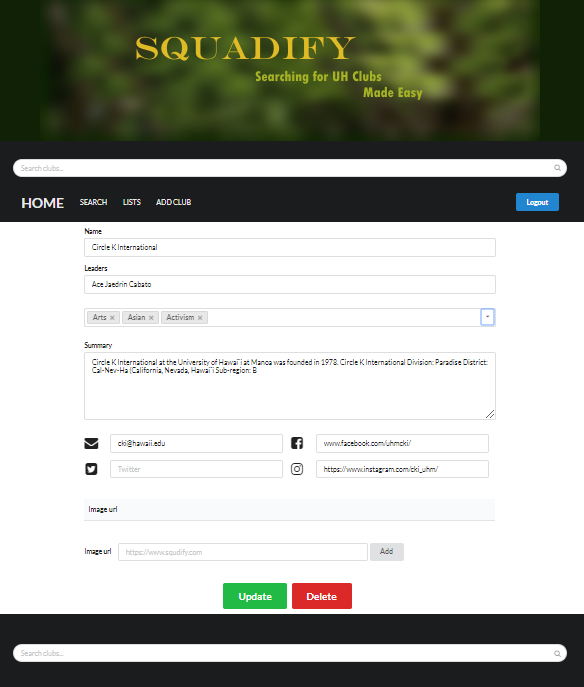 SQUADIFY
Searching for UH Clubs
Made Easy
Search clubs...
HOME SEARCH LISTS ADD CLUB Logout
Name
Circle K International
Leaders
Ace Jaedrin Cabato
Arts × Asian × Activism ×
Summary
Circle K International at the University of Hawai`i at Manoa was founded in 1978. Circle K International Division: Paradise District:
Cal-Nev-Ha (California, Nevada, Hawai`i Sub-region: B
cki@hawaii.edu www.facebook.com/uhmcki/
Twitter https://www.instagram.com/cki_uhm/
Image url
Image url https://www.squdify.com Add
Update Delete
Search clubs...